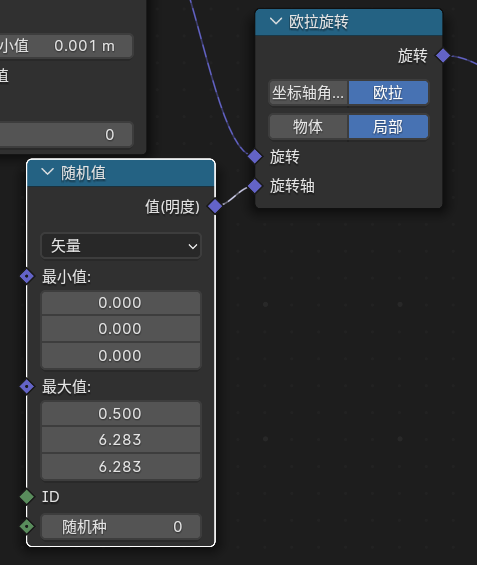 小值 0.001 m
值
0
欧拉旋转
旋转
坐标轴角... 欧拉
物体 局部
旋转
旋转轴
随机值
值(明度)
矢量
最小值:
0.000
0.000
0.000
最大值:
0.500
6.283
6.283
ID
随机种 0